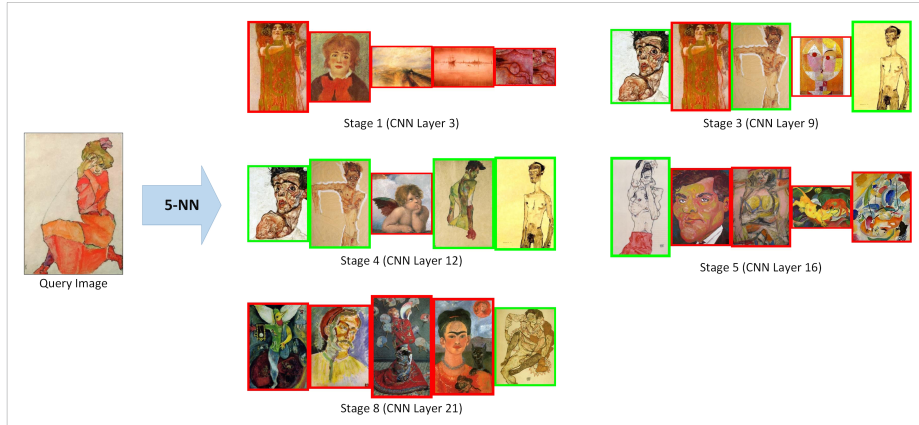 Stage 1 (CNN Layer 3)
Stage 3 (CNN Layer 9)
5-NN
Query Image
Stage 4 (CNN Layer 12)
Stage 5 (CNN Layer 16)
Stage 8 (CNN Layer 21)